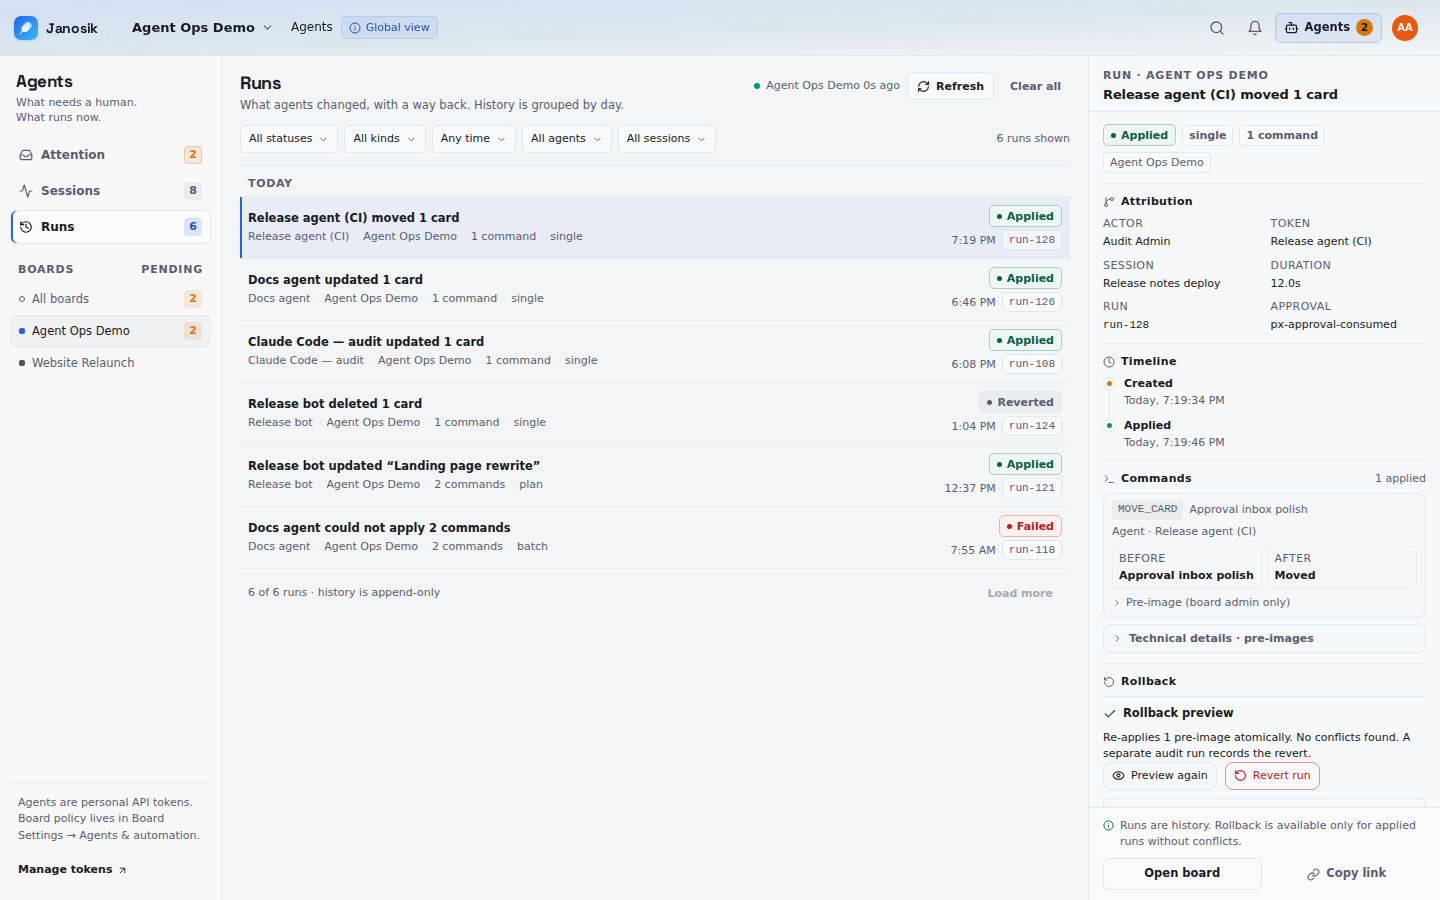 Janosik
Agent Ops Demo
Agents
Global view
Agents 2
AA
Agents
What needs a human.
What runs now.
Attention 2
Sessions 8
Runs 6
BOARDS PENDING
All boards 2
Agent Ops Demo 2
Website Relaunch
Agents are personal API tokens.
Board policy lives in Board
Settings → Agents & automation.
Manage tokens
Runs
What agents changed, with a way back. History is grouped by day.
Agent Ops Demo 0s ago
Refresh
Clear all
All statuses
All kinds
Any time
All agents
All sessions
6 runs shown
TODAY
Release agent (CI) moved 1 card
Applied
Release agent (CI) · Agent Ops Demo · 1 command · single
7:19 PM run-128
Docs agent updated 1 card
Applied
Docs agent · Agent Ops Demo · 1 command · single
6:46 PM run-126
Claude Code — audit updated 1 card
Applied
Claude Code — audit · Agent Ops Demo · 1 command · single
6:08 PM run-108
Release bot deleted 1 card
Reverted
Release bot · Agent Ops Demo · 1 command · single
1:04 PM run-124
Release bot updated “Landing page rewrite”
Applied
Release bot · Agent Ops Demo · 2 commands · plan
12:37 PM run-121
Docs agent could not apply 2 commands
Failed
Docs agent · Agent Ops Demo · 2 commands · batch
7:55 AM run-118
6 of 6 runs · history is append-only
Load more
RUN · AGENT OPS DEMO
Release agent (CI) moved 1 card
Applied
single
1 command
Agent Ops Demo
Attribution
ACTOR TOKEN
Audit Admin Release agent (CI)
SESSION DURATION
Release notes deploy 12.0s
RUN APPROVAL
run-128 px-approval-consumed
Timeline
Created
Today, 7:19:34 PM
Applied
Today, 7:19:46 PM
Commands 1 applied
MOVE_CARD Approval inbox polish
Agent · Release agent (CI)
BEFORE AFTER
Approval inbox polish Moved
Pre-image (board admin only)
Technical details · pre-images
Rollback
Rollback preview
Re-applies 1 pre-image atomically. No conflicts found. A
separate audit run records the revert.
Preview again
Revert run
Runs are history. Rollback is available only for applied
runs without conflicts.
Open board
Copy link